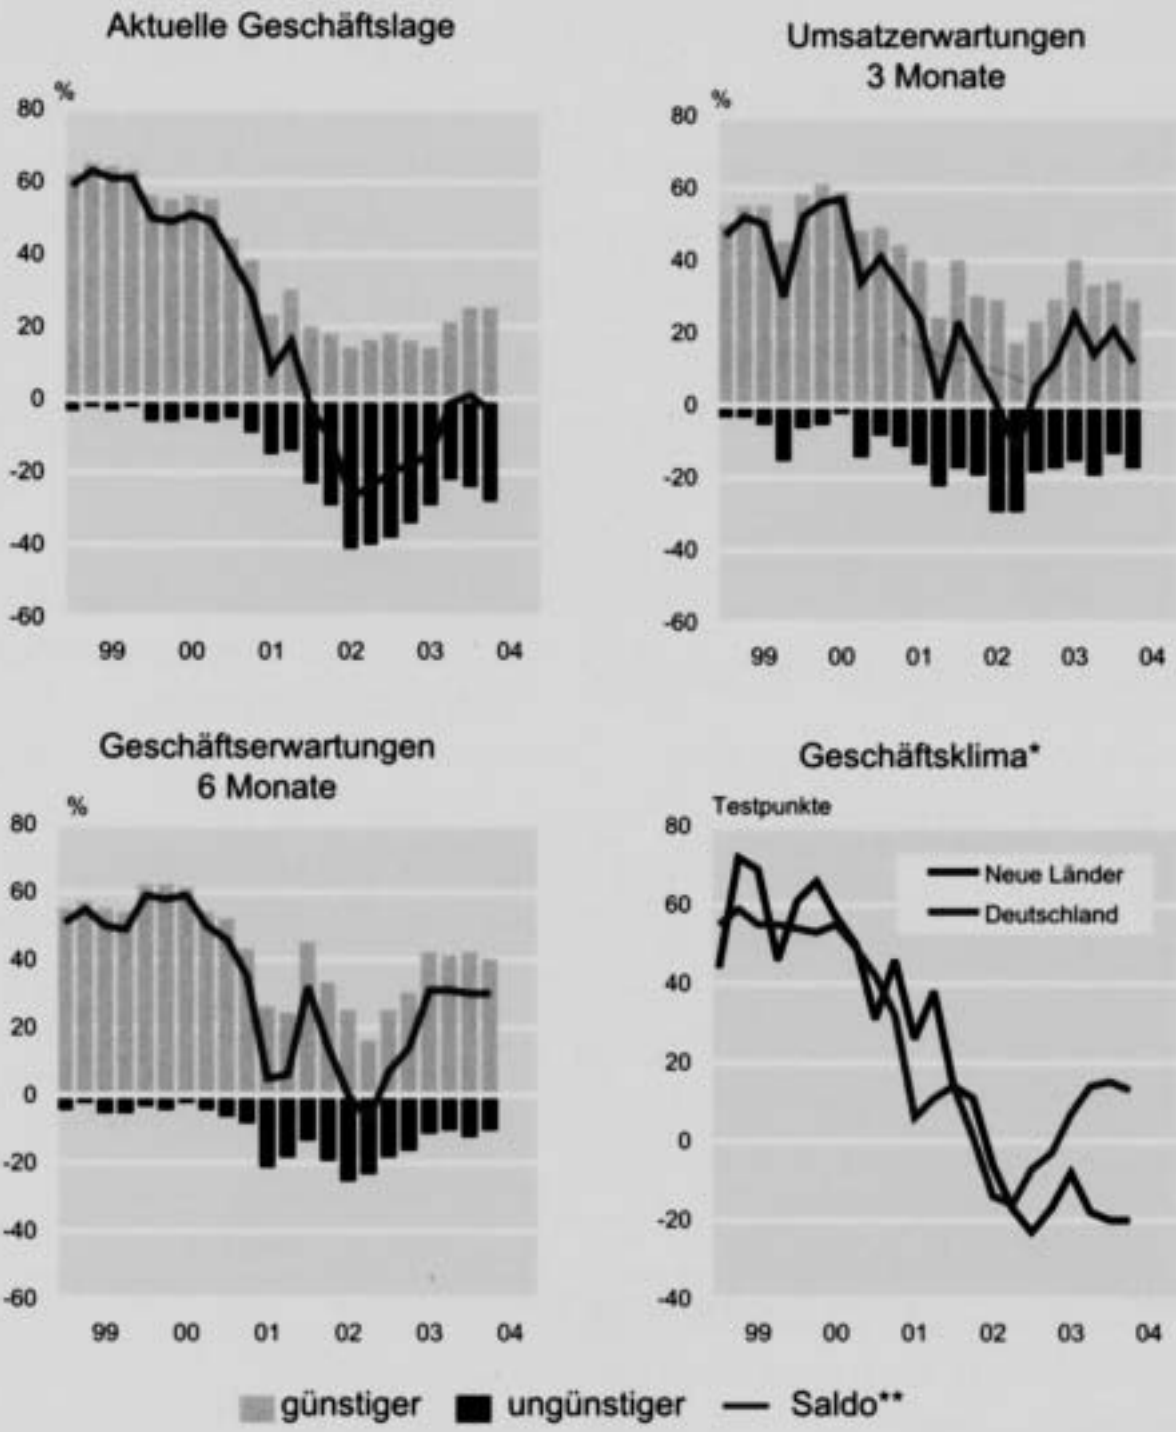 Aktuelle Geschäftslage
%
80
60
40
20
0
-20
-40
-60
99 00 01 02 03 04
Umsatzerwartungen
3 Monate
%
80
60
40
20
0
-20
-40
-60
99 00 01 02 03 04
Geschäftserwartungen
6 Monate
%
80
60
40
20
0
-20
-40
-60
99 00 01 02 03 04
Geschäftsklima*
Testpunkte
80
60
40
20
0
-20
-40
Neue Länder
Deutschland
99 00 01 02 03 04
günstiger ungünstiger Saldo**